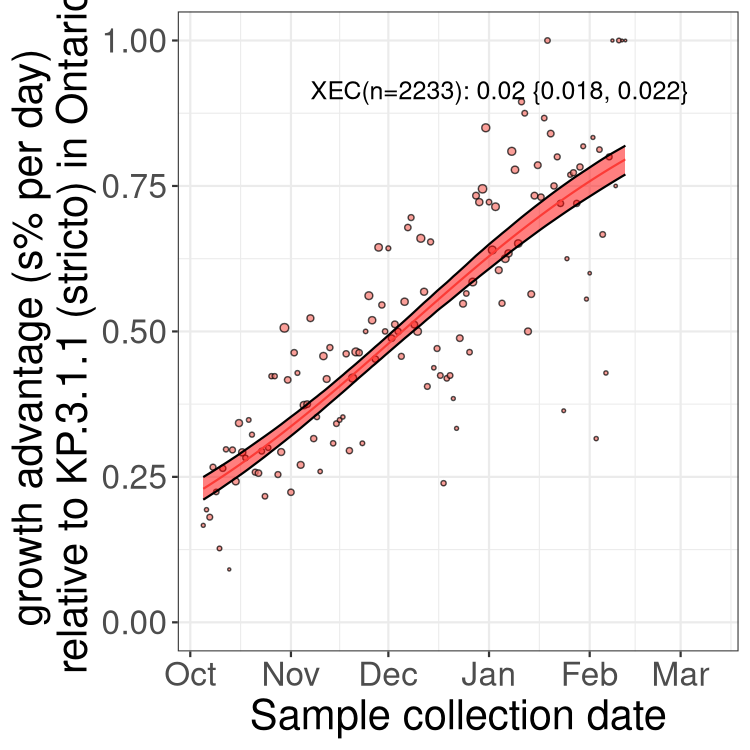 growth advantage (s% per day)
relative to KP.3.1.1 (stricto) in Ontario
1.00
0.75
0.50
0.25
0.00
XEC(n=2233): 0.02 {0.018, 0.022}
Oct Nov Dec Jan Feb Mar
Sample collection date